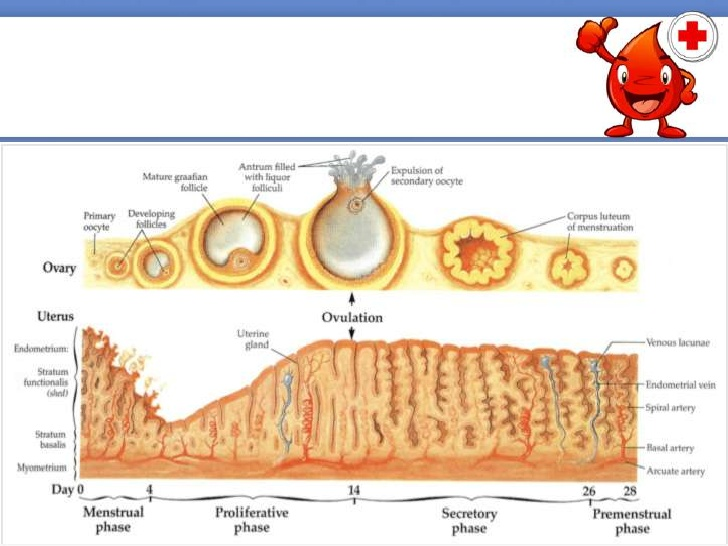 Antrum filled
with liquor
folliculi
Mature graafian
follicle
Expulsion of
secondary oocyte
Primary
oocyte
Developing
follicles
Corpus luteum
of menstruation
Ovary
Uterus
Ovulation
Uterine
gland
Endometrium:
Stratum
functionalis
(shed)
Stratum
basalis
Myometrium
Venous lacunae
Endometrial vein
Spiral artery
Basal artery
Arcuate artery
Day 0 4 14 26 28
Menstrual
phase
Proliferative
phase
Secretory
phase
Premenstrual
phase